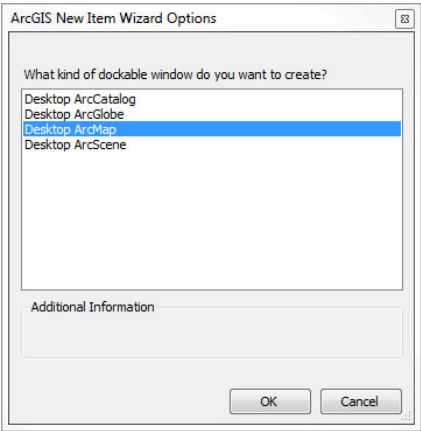 ArcGIS New Item Wizard Options
What kind of dockable window do you want to create?
Desktop ArcCatalog
Desktop ArcGlobe
Desktop ArcMap
Desktop ArcScene
Additional Information
OK
Cancel